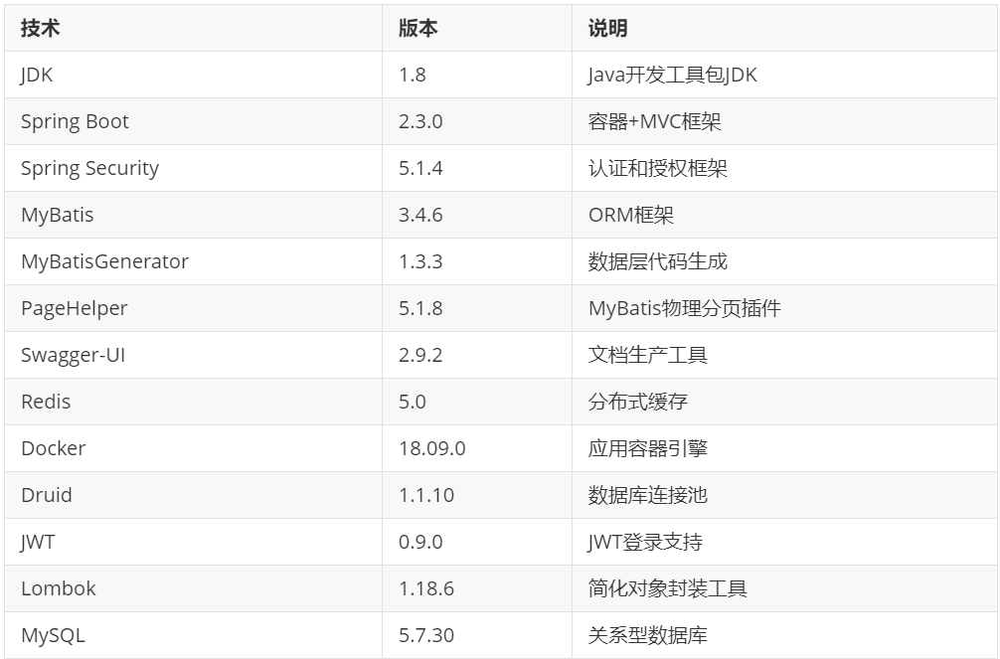 技术 版本 说明
JDK 1.8 Java开发工具包JDK
Spring Boot 2.3.0 容器+MVC框架
Spring Security 5.1.4 认证和授权框架
MyBatis 3.4.6 ORM框架
MyBatisGenerator 1.3.3 数据层代码生成
PageHelper 5.1.8 MyBatis物理分页插件
Swagger-UI 2.9.2 文档生产工具
Redis 5.0 分布式缓存
Docker 18.09.0 应用容器引擎
Druid 1.1.10 数据库连接池
JWT 0.9.0 JWT登录支持
Lombok 1.18.6 简化对象封装工具
MySQL 5.7.30 关系型数据库